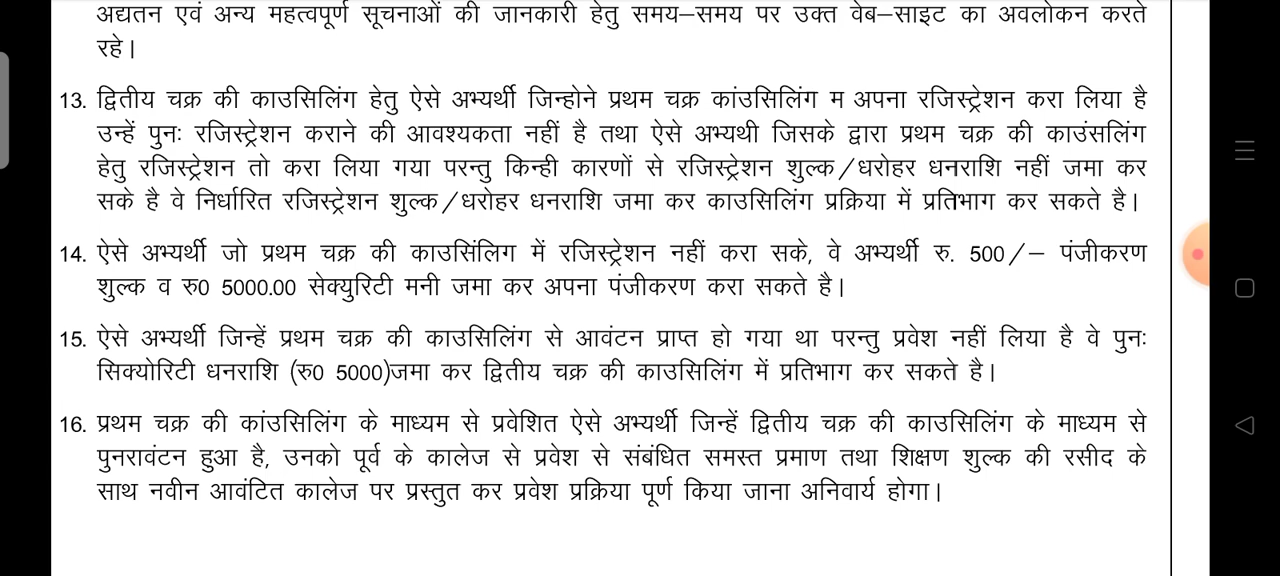 अद्यतन एवं अन्य महत्वपूर्ण सूचनाओं की जानकारी हेतु समय–समय पर उक्त वेब–साइट का अवलोकन करते
रहे।
13. द्वितीय चक्र की काउसिलिंग हेतु ऐसे अभ्यर्थी जिन्होने प्रथम चक्र कांउसिलिंग म अपना रजिस्ट्रेशन करा लिया है
उन्हें पुनः रजिस्ट्रेशन कराने की आवश्यकता नहीं है तथा ऐसे अभ्यथी जिसके द्वारा प्रथम चक्र की काउंसलिंग
हेतु रजिस्ट्रेशन तो करा लिया गया परन्तु किन्ही कारणों से रजिस्ट्रेशन शुल्क/धरोहर धनराशि नहीं जमा कर
सके है वे निर्धारित रजिस्ट्रेशन शुल्क/धरोहर धनराशि जमा कर काउसिलिंग प्रक्रिया में प्रतिभाग कर सकते है।
14. ऐसे अभ्यर्थी जो प्रथम चक्र की काउसिंलिग में रजिस्ट्रेशन नहीं करा सके, वे अभ्यर्थी रु. 500/– पंजीकरण
शुल्क व रु0 5000.00 सेक्युरिटी मनी जमा कर अपना पंजीकरण करा सकते है।
15. ऐसे अभ्यर्थी जिन्हें प्रथम चक्र की काउसिलिंग से आवंटन प्राप्त हो गया था परन्तु प्रवेश नहीं लिया है वे पुनः
सिक्योरिटी धनराशि (रु0 5000)जमा कर द्वितीय चक्र की काउसिलिंग में प्रतिभाग कर सकते है।
16. प्रथम चक्र की कांउसिलिंग के माध्यम से प्रवेशित ऐसे अभ्यर्थी जिन्हें द्वितीय चक्र की काउसिलिंग के माध्यम से
पुनरावंटन हुआ है, उनको पूर्व के कालेज से प्रवेश से संबंधित समस्त प्रमाण तथा शिक्षण शुल्क की रसीद के
साथ नवीन आवंटित कालेज पर प्रस्तुत कर प्रवेश प्रक्रिया पूर्ण किया जाना अनिवार्य होगा।